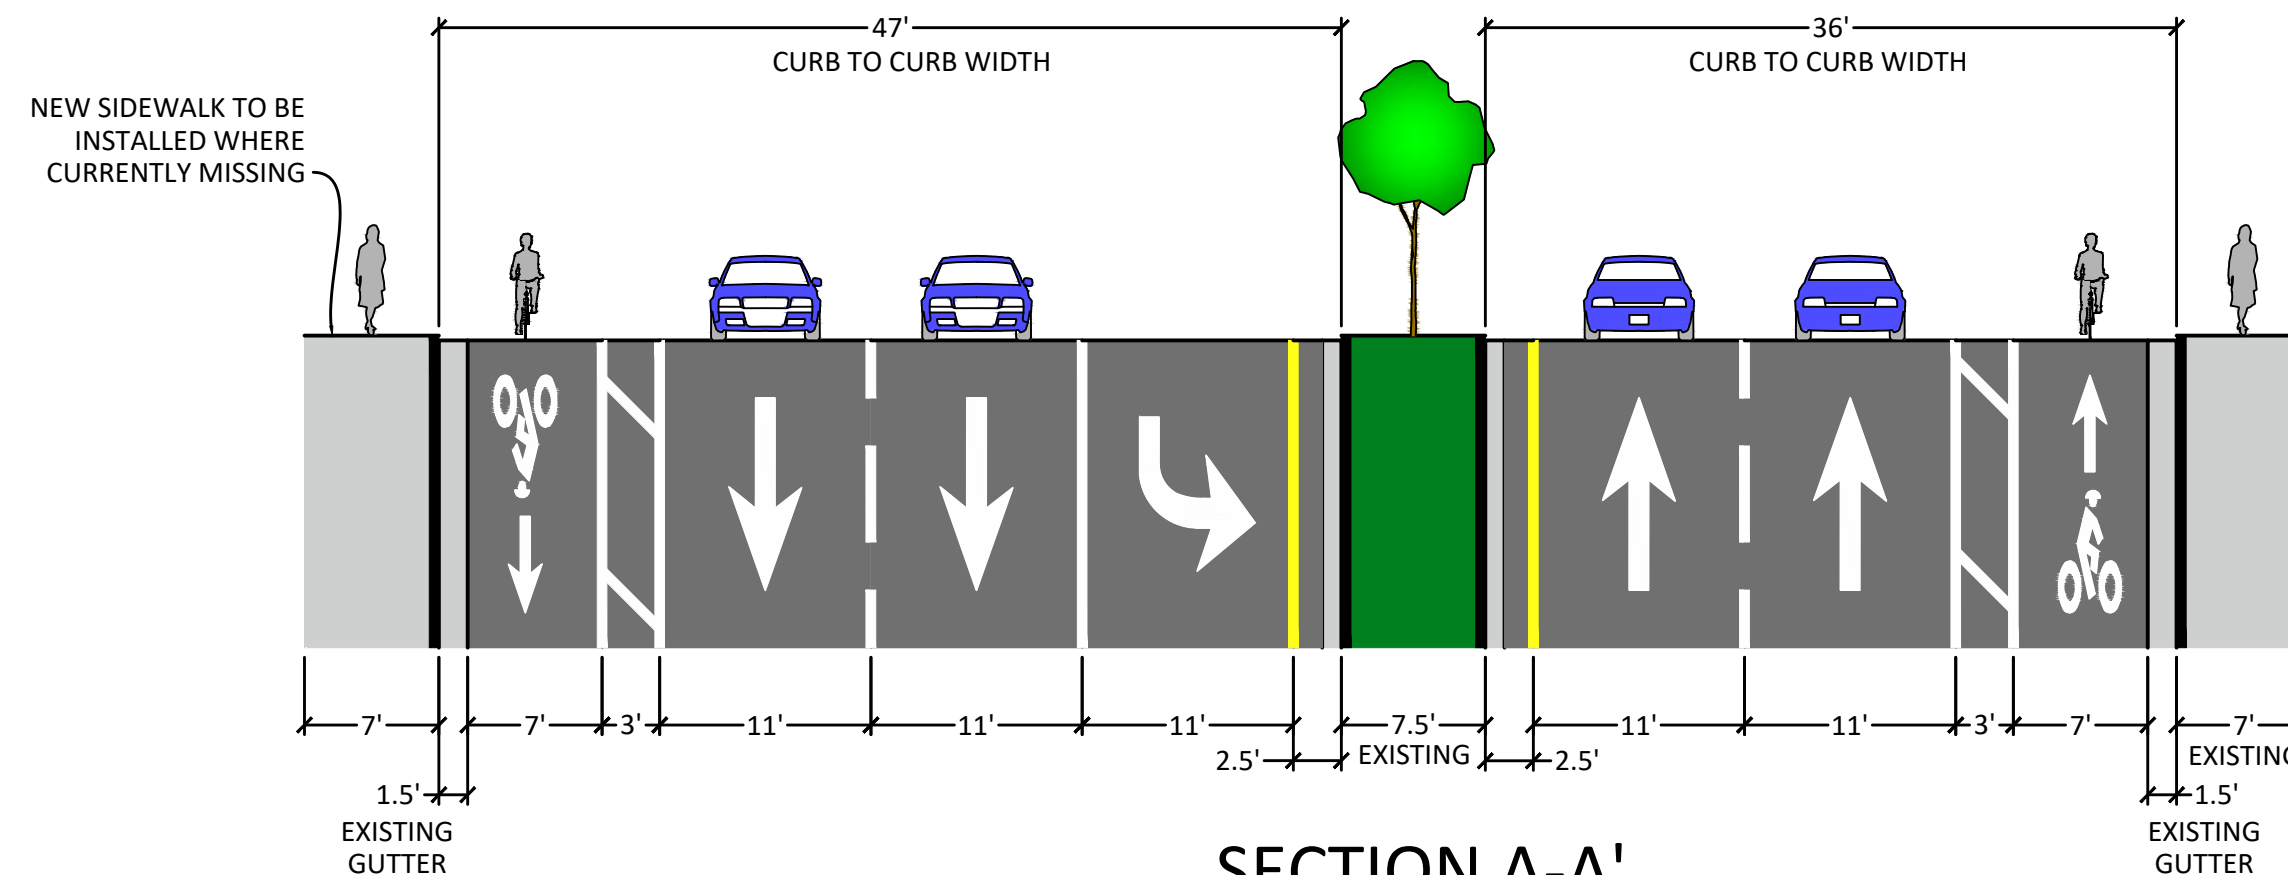 47'
CURB TO CURB WIDTH
36'
CURB TO CURB WIDTH
NEW SIDEWALK TO BE
INSTALLED WHERE
CURRENTLY MISSING
7'
7'
3'
11'
11'
11'
7.5'
EXISTING
11'
11'
3'
7'
7'
2.5'
2.5'
1.5'
EXISTING
GUTTER
1.5'
EXISTING
GUTTER
SECTION A-A'